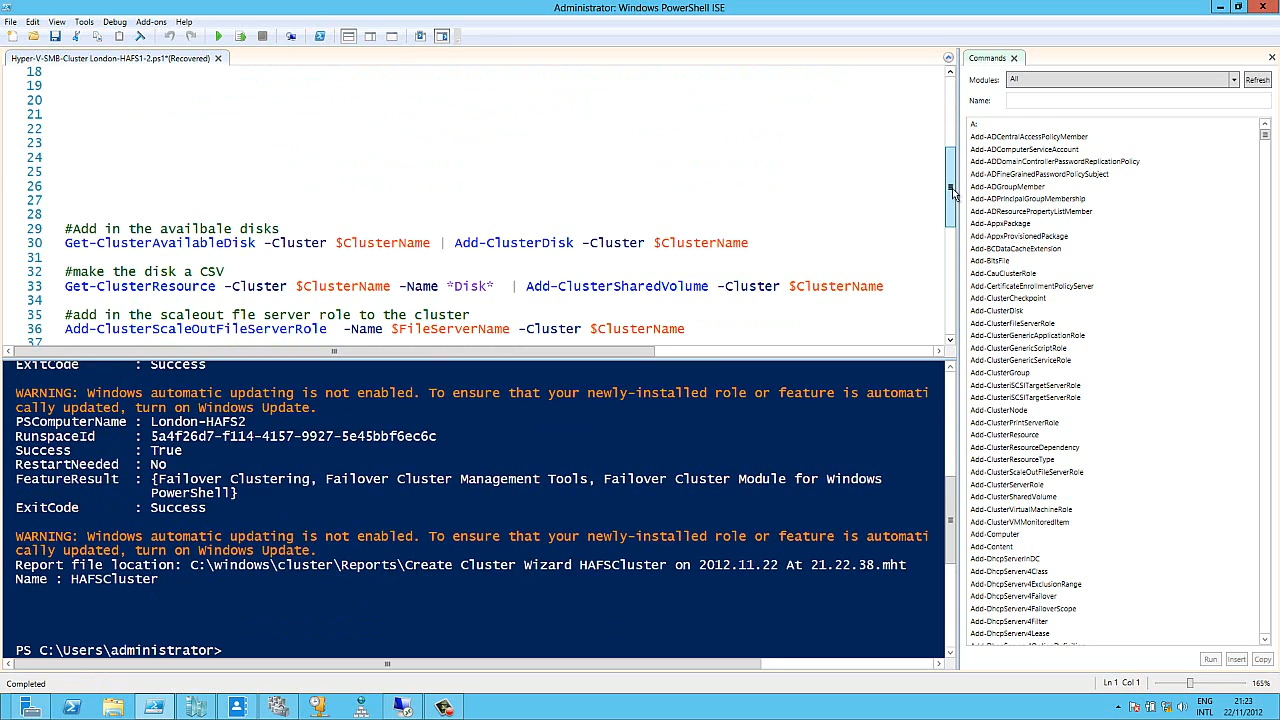 Administrator: Windows PowerShell ISE
File Edit View Tools Debug Add-ons Help
Hyper-V-SMB-Cluster London-HAFS1-2.ps1*(Recovered)
18
19
20
21
22
23
24
25
26
27
28
29 #Add in the availbale disks
30 Get-ClusterAvailableDisk -Cluster $ClusterName | Add-ClusterDisk -Cluster $ClusterName
31
32 #make the disk a CSV
33 Get-ClusterResource -Cluster $ClusterName -Name *Disk* | Add-ClusterSharedVolume -Cluster $ClusterName
34
35 #add in the scaleout fle server role to the cluster
36 Add-ClusterScaleOutFileServerRole -Name $FileServerName -Cluster $ClusterName
37
ExitCode : Success
WARNING: Windows automatic updating is not enabled. To ensure that your newly-installed role or feature is automati
cally updated, turn on Windows Update.
PSComputerName : London-HAFS2
RunspaceId : 5a4f26d7-f114-4157-9927-5e45bbf6ec6c
Success : True
RestartNeeded : No
FeatureResult : {Failover Clustering, Failover Cluster Management Tools, Failover Cluster Module for Windows
PowerShell}
ExitCode : Success
WARNING: Windows automatic updating is not enabled. To ensure that your newly-installed role or feature is automati
cally updated, turn on Windows Update.
Report file location: C:\windows\cluster\Reports\Create Cluster Wizard HAFSCluster on 2012.11.22 At 21.22.38.mht
Name : HAFSCluster
PS C:\Users\administrator>
Completed
Ln 1 Col 1
165%
Commands
Modules: All Refresh
Name:
A:
Add-ADCentralAccessPolicyMember
Add-ADComputerServiceAccount
Add-ADDomainControllerPasswordReplicationPolicy
Add-ADFineGrainedPasswordPolicySubject
Add-ADGroupMember
Add-ADPrincipalGroupMembership
Add-ADResourcePropertyListMember
Add-AppxPackage
Add-AppxProvisionedPackage
Add-BCDataCacheExtension
Add-BitsFile
Add-CauClusterRole
Add-CertificateEnrollmentPolicyServer
Add-ClusterCheckpoint
Add-ClusterDisk
Add-ClusterFileServerRole
Add-ClusterGenericApplicationRole
Add-ClusterGenericScriptRole
Add-ClusterGenericServiceRole
Add-ClusterGroup
Add-ClusteriSCSITargetServerRole
Add-ClusteriSCSITargetServerRole
Add-ClusterNode
Add-ClusterPrintServerRole
Add-ClusterResource
Add-ClusterResourceDependency
Add-ClusterResourceType
Add-ClusterScaleOutFileServerRole
Add-ClusterServerRole
Add-ClusterSharedVolume
Add-ClusterVirtualMachineRole
Add-ClusterVMMonitoredItem
Add-Computer
Add-Content
Add-DhcpServerInDC
Add-DhcpServerv4Class
Add-DhcpServerv4ExclusionRange
Add-DhcpServerv4Failover
Add-DhcpServerv4FailoverScope
Add-DhcpServerv4Filter
Add-DhcpServerv4Lease
Run Insert Copy
ENG
INTL
21:23
22/11/2012